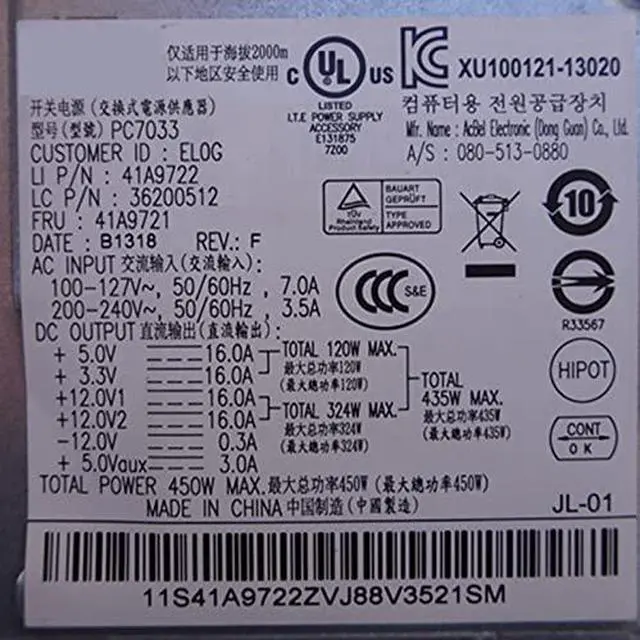 仅适用于海拔2000m
以下地区安全使用
c UL US
LISTED
I.T.E POWER SUPPLY
ACCESSORY
E131875
7200
XU100121-13020
컴퓨터용 전원공급장치
Mfr. Name : AcBel Electronic (Dong Guan) Co., Ltd.
A/S : 080-513-0880
开关电源 (交換式電源供應器)
型号(型號) PC7033
CUSTOMER ID : ELOG
LI P/N : 41A9722
LC P/N : 36200512
FRU : 41A9721
DATE : B1318 REV.: F
TÜV
Rheinland
Product Safety
BAUART
GEPRÜFT
TYPE
APPROVED
10
AC INPUT 交流输入(交流輸入):
100-127V~, 50/60Hz , 7.0A
200-240V~, 50/60Hz , 3.5A
CCC S&E
R33567
DC OUTPUT 直流输出(直流輸出):
+ 5.0V 16.0A TOTAL 120W MAX.
+ 3.3V 16.0A 最大总功率120W
(最大總功率120W)
+12.0V1 16.0A TOTAL 324W MAX.
+12.0V2 16.0A 最大总功率324W
(最大總功率324W)
-12.0V 0.3A
+ 5.0Vaux 3.0A
TOTAL
435W MAX.
最大总功率435W
(最大總功率435W)
HIPOT
CONT
O K
TOTAL POWER 450W MAX.最大总功率450W (最大總功率450W)
MADE IN CHINA 中国制造 (中國製造)
JL-01
11S41A9722ZVJ88V3521SM